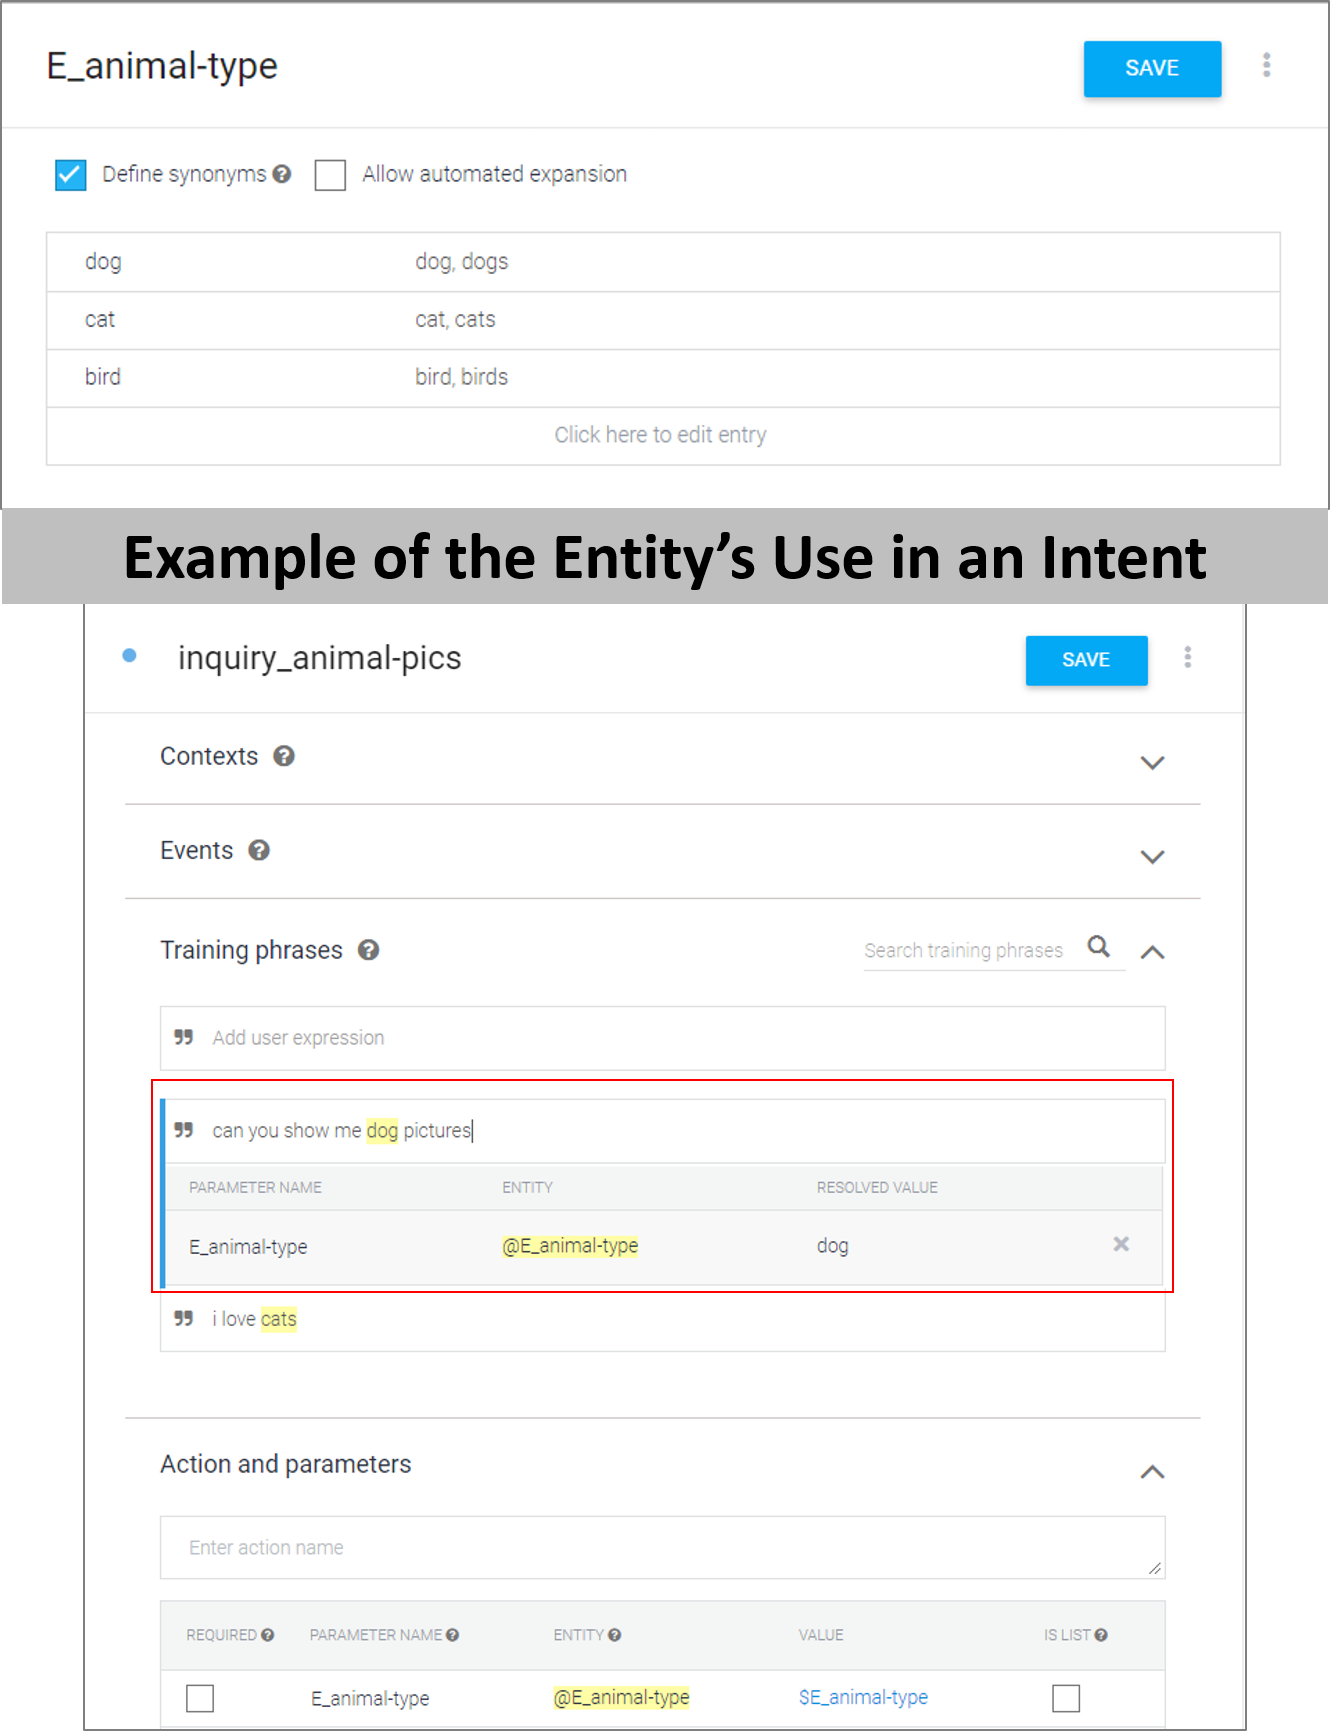 E_animal-type
SAVE
Define synonyms ? Allow automated expansion
dog dog, dogs
cat cat, cats
bird bird, birds
Click here to edit entry
Example of the Entity’s Use in an Intent
inquiry_animal-pics
SAVE
Contexts ?
Events ?
Training phrases ? Search training phrases
Add user expression
can you show me dog pictures
PARAMETER NAME ENTITY RESOLVED VALUE
E_animal-type @E_animal-type dog
i love cats
Action and parameters
Enter action name
REQUIRED ? PARAMETER NAME ? ENTITY ? VALUE IS LIST ?
E_animal-type @E_animal-type $E_animal-type